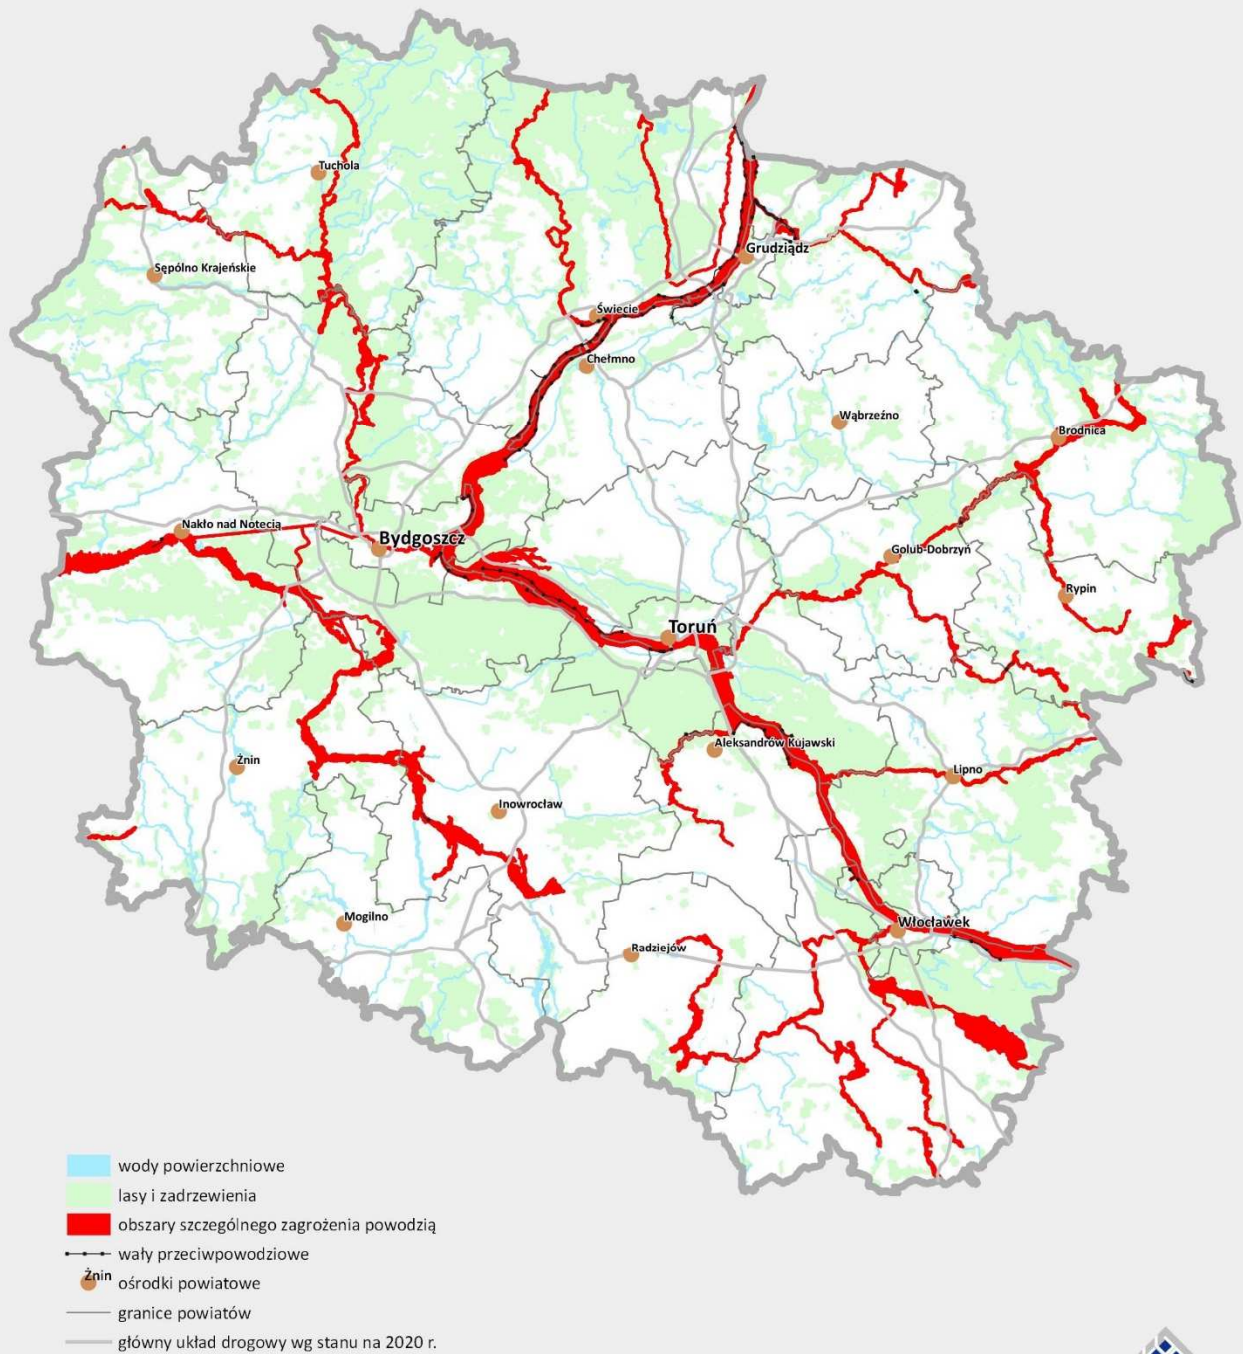 Tuchola
Sępólno Krajeńskie
Grudziądz
Świecie
Chełmno
Wąbrzeźno
Brodnica
Nakło nad Notecią
Bydgoszcz
Golub-Dobrzyń
Rypin
Toruń
Aleksandrów Kujawski
Żnin
Lipno
Inowrocław
Mogilno
Włocławek
Radziejów
wody powierzchniowe
lasy i zadrzewienia
obszary szczególnego zagrożenia powodzią
wały przeciwpowodziowe
Żnin ośrodki powiatowe
granice powiatów
główny układ drogowy wg stanu na 2020 r.